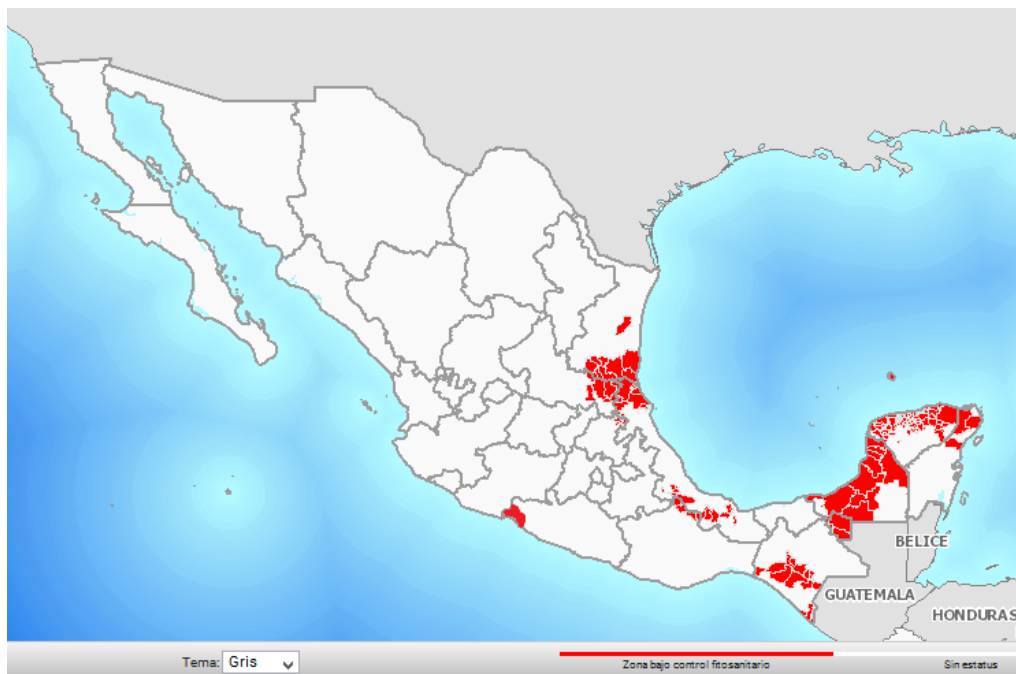 BELICE
GUATEMALA
HONDURAS
Tema: Gris
Zona bajo control fitosanitario
Sin estatus